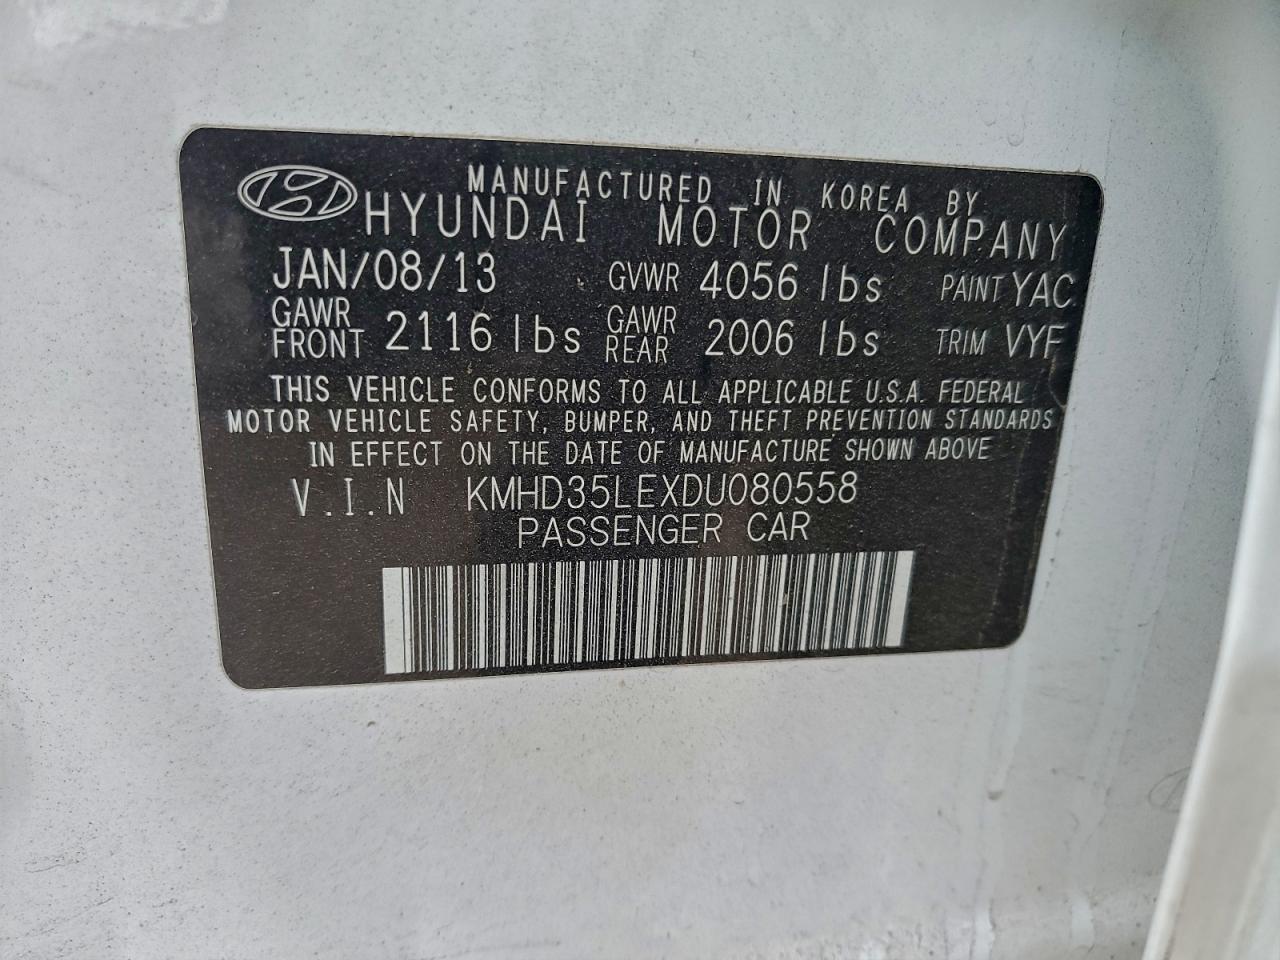 MANUFACTURED IN KOREA BY
HYUNDAI MOTOR COMPANY
JAN/08/13 GVWR 4056 lbs PAINT YAC
GAWR FRONT 2116 lbs GAWR REAR 2006 lbs TRIM VYF
THIS VEHICLE CONFORMS TO ALL APPLICABLE U.S.A. FEDERAL
MOTOR VEHICLE SAFETY, BUMPER, AND THEFT PREVENTION STANDARDS
IN EFFECT ON THE DATE OF MANUFACTURE SHOWN ABOVE
V.I.N KMHD35LEXDU080558
PASSENGER CAR